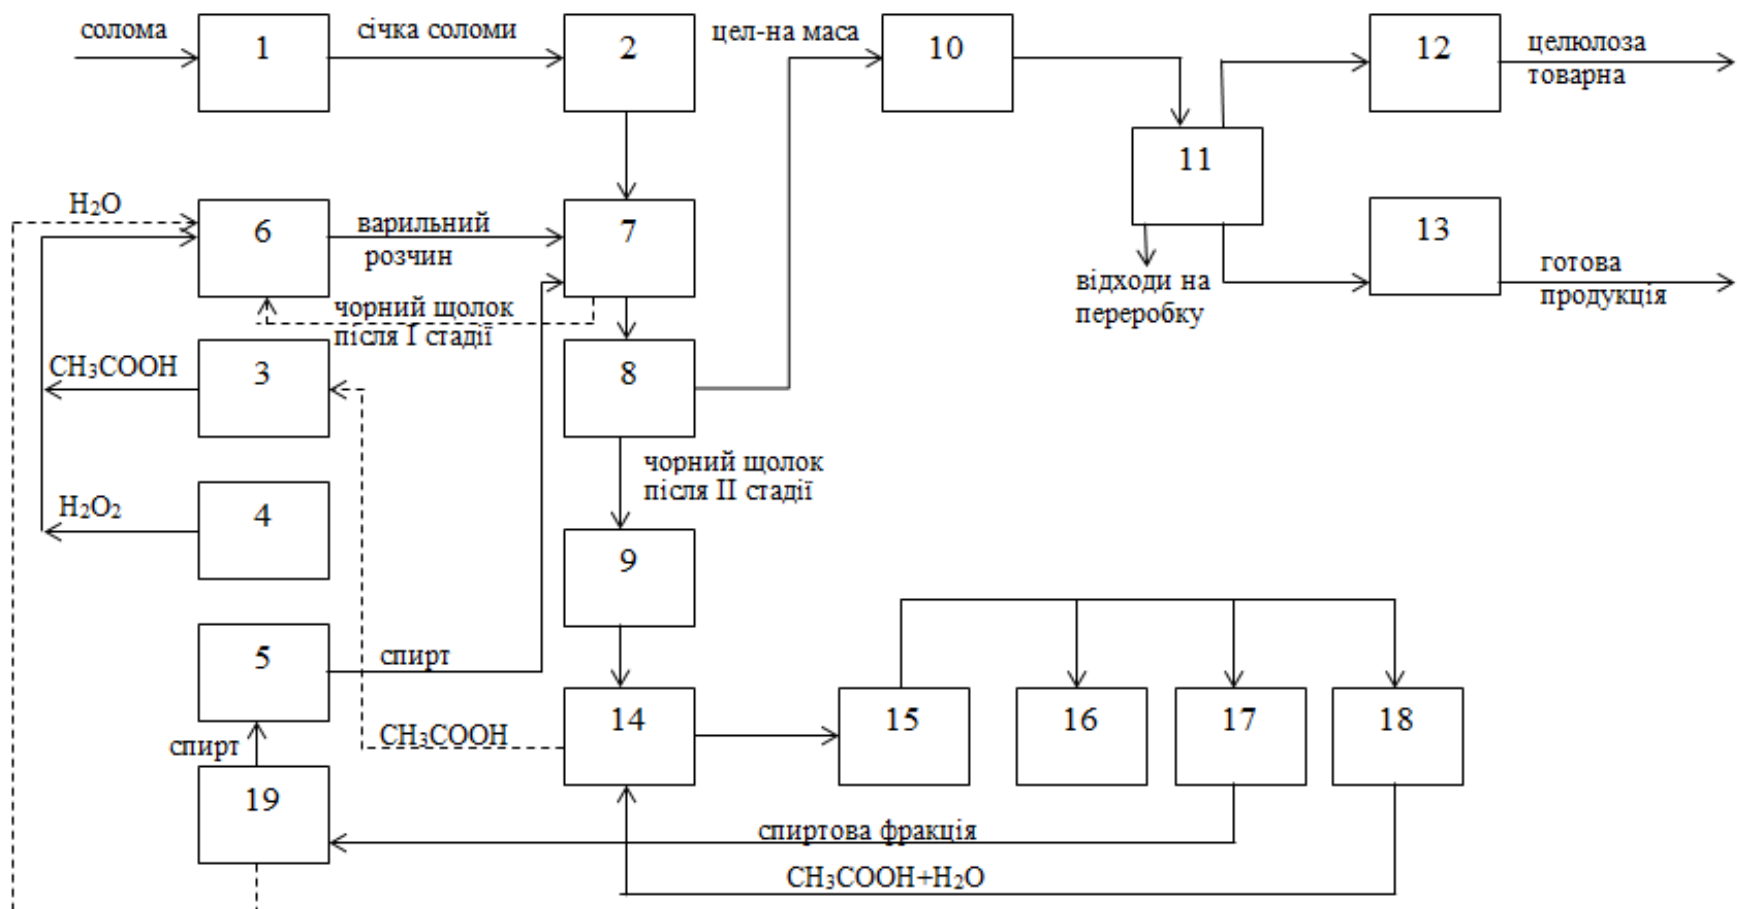 солома
1
січка соломи
2
цел-на маса
10
12
целюлоза
товарна
11
H₂O
6
варильний
розчин
7
13
готова
продукція
відходи на
переробку
чорний щолок
після І стадії
CH₃COOH
3
8
чорний щолок
після ІІ стадії
H₂O₂
4
9
5
спирт
14
15
16
17
18
CH₃COOH
спирт
19
спиртова фракція
CH₃COOH+H₂O